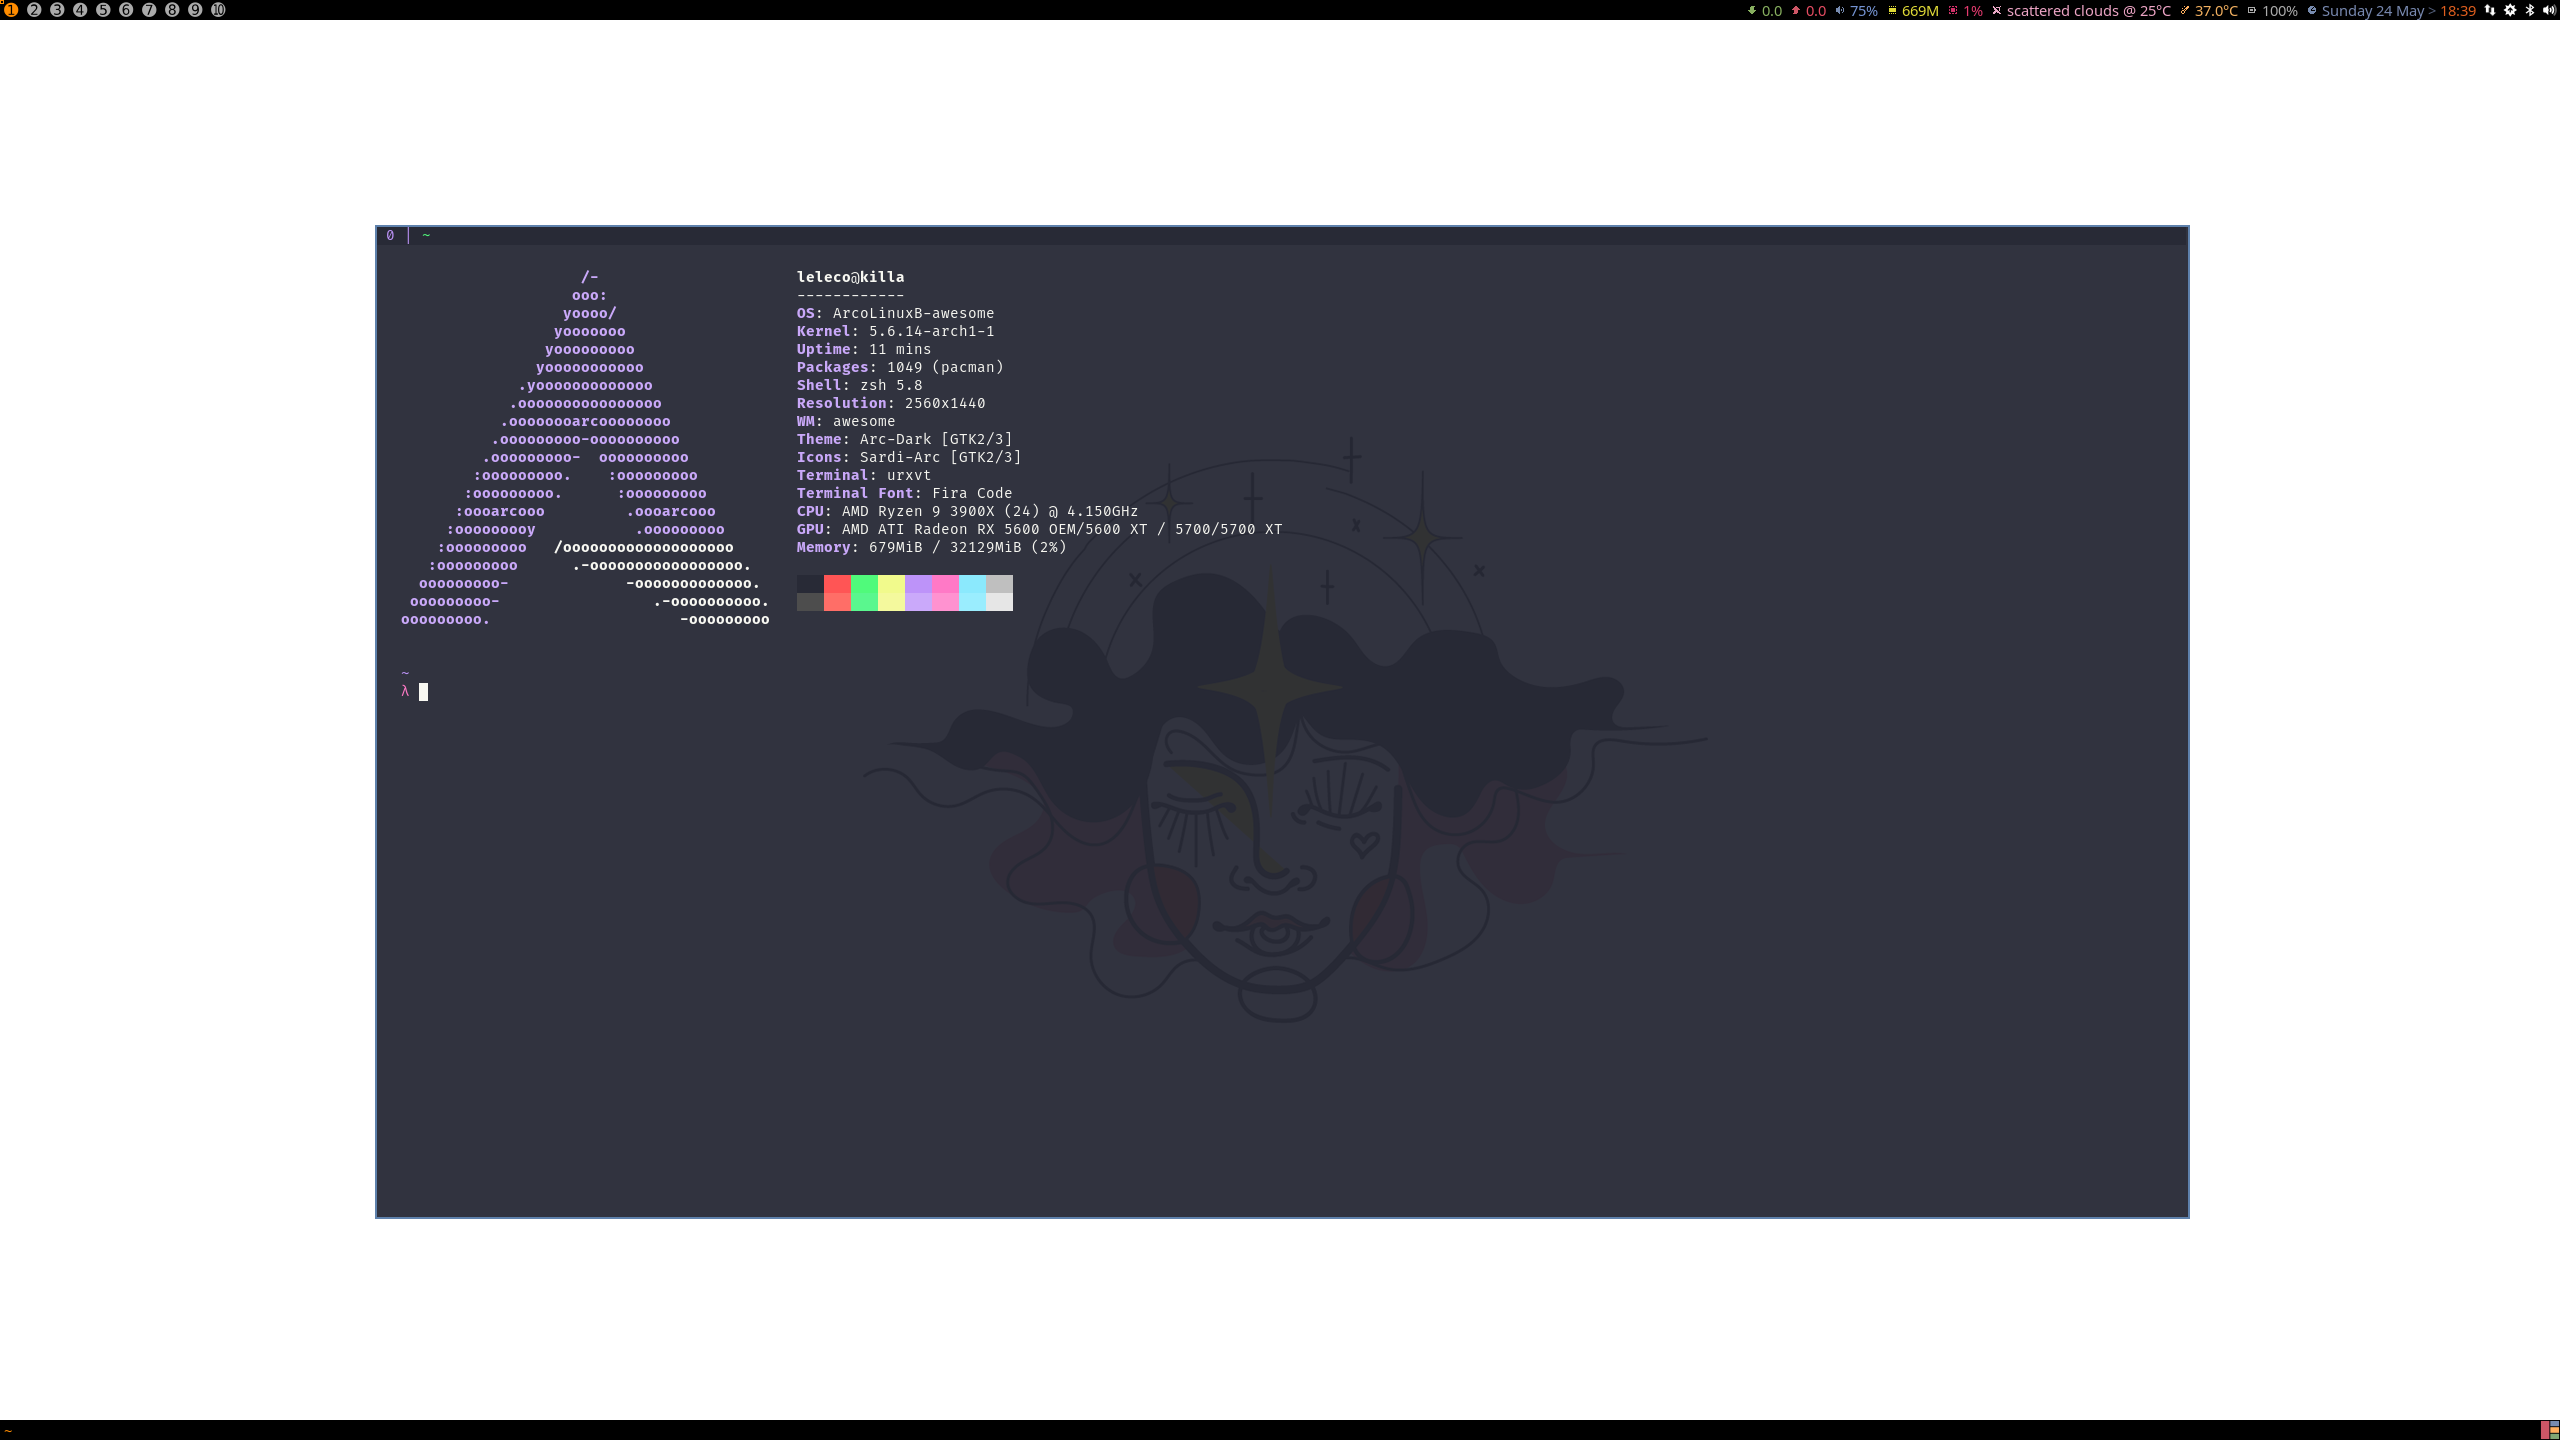 1 2 3 4 5 6 7 8 9 10 0.0 0.0 75% 669M 1% scattered clouds @ 25°C 37.0°C 100% Sunday 24 May > 18:39
0 | ~
/- leleco@killa
ooo: ------------
yoooo/ OS: ArcoLinuxB-awesome
yooooooo Kernel: 5.6.14-arch1-1
yooooooooo Uptime: 11 mins
yooooooooooo Packages: 1049 (pacman)
.yooooooooooooo Shell: zsh 5.8
.oooooooooooooooo Resolution: 2560x1440
.oooooooarcoooooooo WM: awesome
.ooooooooo-oooooooooo Theme: Arc-Dark [GTK2/3]
.ooooooooo- oooooooooo Icons: Sardi-Arc [GTK2/3]
:ooooooooo. :ooooooooo Terminal: urxvt
:ooooooooo. :ooooooooo Terminal Font: Fira Code
:oooarcooo .oooarcooo CPU: AMD Ryzen 9 3900X (24) @ 4.150GHz
:ooooooooy .ooooooooo GPU: AMD ATI Radeon RX 5600 OEM/5600 XT / 5700/5700 XT
:ooooooooo /ooooooooooooooooooo Memory: 679MiB / 32129MiB (2%)
:ooooooooo .-ooooooooooooooooo.
ooooooooo- -ooooooooooooo.
ooooooooo- .-oooooooooo.
ooooooooo. -ooooooooo
~
λ
~